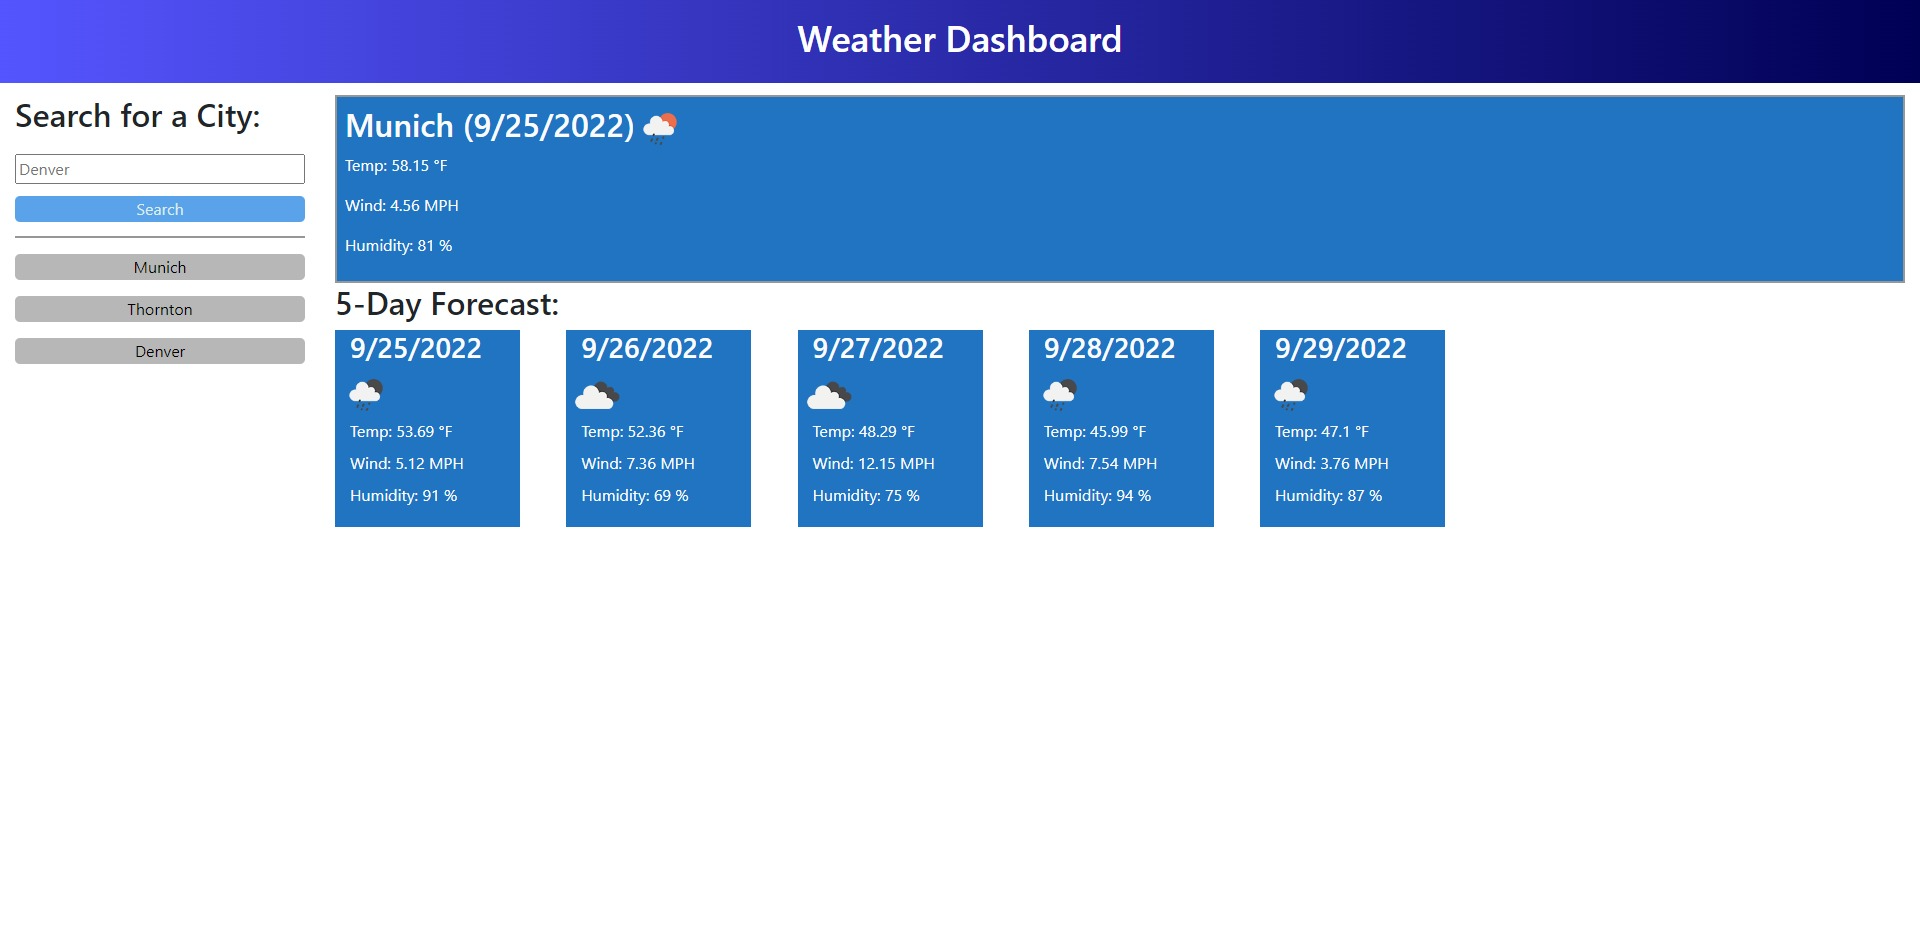 Weather Dashboard
Search for a City:
Denver
Search
Munich
Thornton
Denver
Munich (9/25/2022)
Temp: 58.15 °F
Wind: 4.56 MPH
Humidity: 81 %
5-Day Forecast:
9/25/2022
Temp: 53.69 °F
Wind: 5.12 MPH
Humidity: 91 %
9/26/2022
Temp: 52.36 °F
Wind: 7.36 MPH
Humidity: 69 %
9/27/2022
Temp: 48.29 °F
Wind: 12.15 MPH
Humidity: 75 %
9/28/2022
Temp: 45.99 °F
Wind: 7.54 MPH
Humidity: 94 %
9/29/2022
Temp: 47.1 °F
Wind: 3.76 MPH
Humidity: 87 %